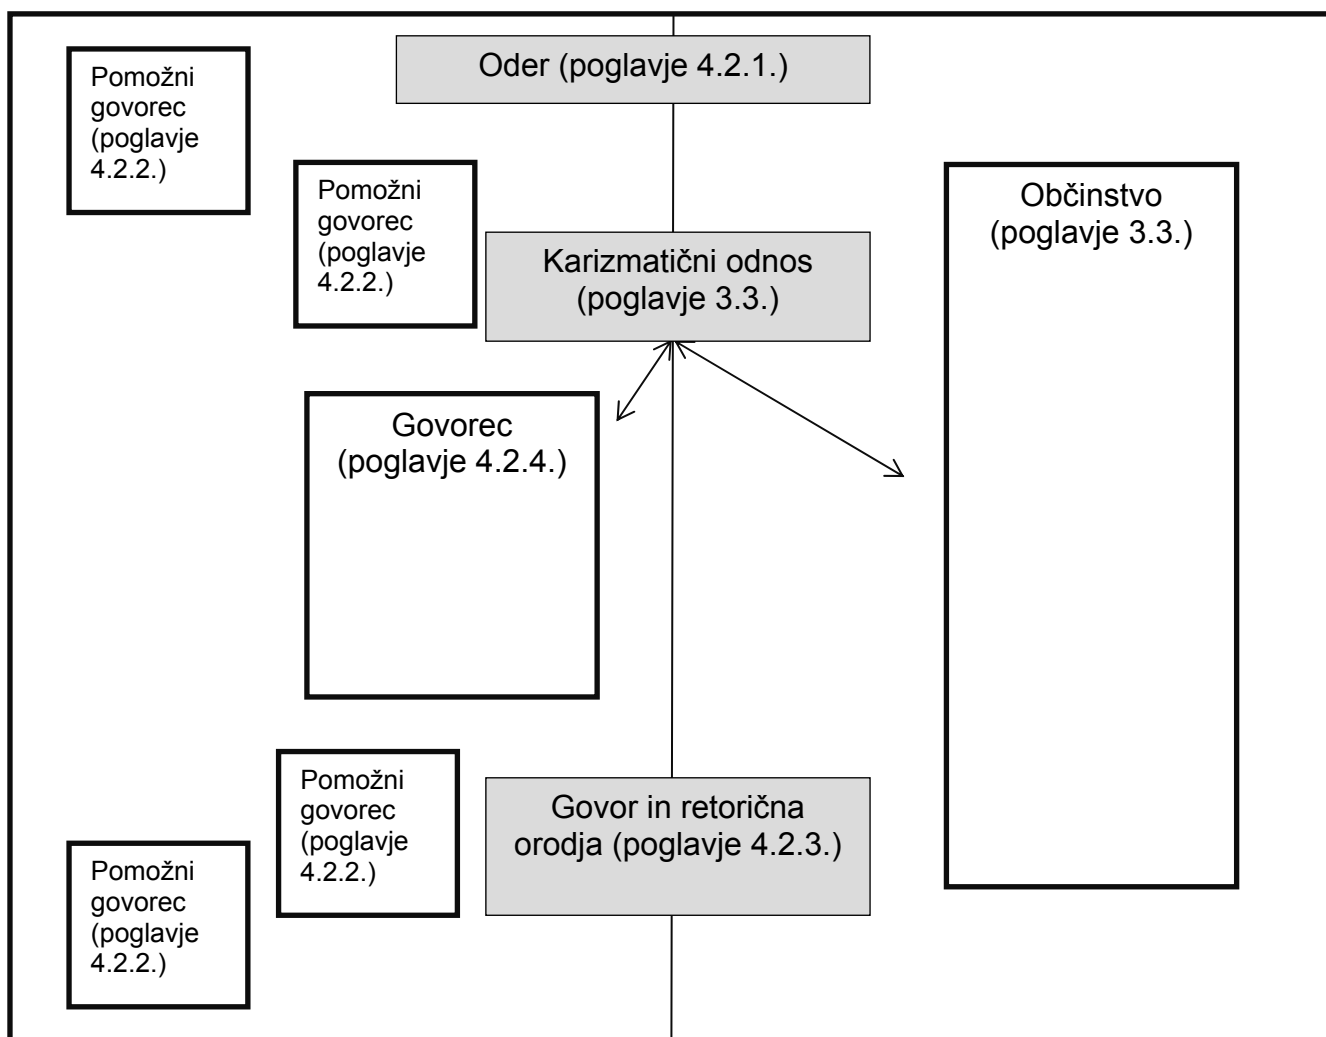 Oder (poglavje 4.2.1.)
Pomožni
govorec
(poglavje
4.2.2.)
Pomožni
govorec
(poglavje
4.2.2.)
Karizmatični odnos
(poglavje 3.3.)
Občinstvo
(poglavje 3.3.)
Govorec
(poglavje 4.2.4.)
Pomožni
govorec
(poglavje
4.2.2.)
Govor in retorična
orodja (poglavje 4.2.3.)
Pomožni
govorec
(poglavje
4.2.2.)